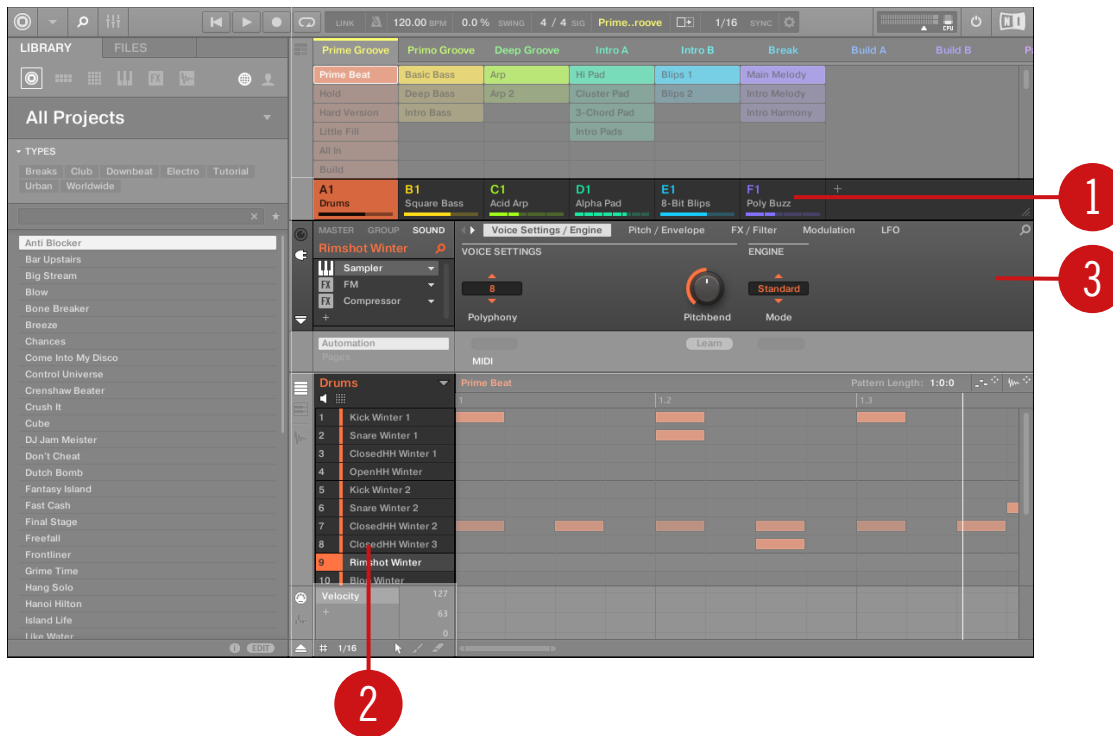 LINK 120.00 BPM 0.0 % SWING 4 / 4 SIG Prime..roove 1/16 SYNC CPU NI
LIBRARY FILES
All Projects
TYPES
Breaks Club Downbeat Electro Tutorial
Urban Worldwide
Anti Blocker
Bar Upstairs
Big Stream
Blow
Bone Breaker
Breeze
Chances
Come Into My Disco
Control Universe
Crenshaw Beater
Crush It
Cube
DJ Jam Meister
Don't Cheat
Dutch Bomb
Fantasy Island
Fast Cash
Final Stage
Freefall
Frontliner
Grime Time
Hang Solo
Hanoi Hilton
Island Life
Like Water
EDIT
Prime Groove Primo Groove Deep Groove Intro A Intro B Break Build A Build B
Prime Beat Basic Bass Arp Hi Pad Blips 1 Main Melody
Hold Deep Bass Arp 2 Cluster Pad Blips 2 Intro Melody
Hard Version Intro Bass 3-Chord Pad Intro Harmony
Little Fill Intro Pads
All In
Build
A1 B1 C1 D1 E1 F1 +
Drums Square Bass Acid Arp Alpha Pad 8-Bit Blips Poly Buzz
1
MASTER GROUP SOUND Voice Settings / Engine Pitch / Envelope FX / Filter Modulation LFO
Rimshot Winter VOICE SETTINGS ENGINE
Sampler
FX FM 8 Standard
FX Compressor
+ Polyphony Pitchbend Mode
3
Automation Learn
Pages MIDI
Drums Prime Beat Pattern Length: 1:0:0
1 1.2 1.3
1 Kick Winter 1
2 Snare Winter 1
3 ClosedHH Winter 1
4 OpenHH Winter
5 Kick Winter 2
6 Snare Winter 2
7 ClosedHH Winter 2
8 ClosedHH Winter 3
9 Rimshot Winter
10 Blop Winter
Velocity 127
+ 63
0
1/16
2